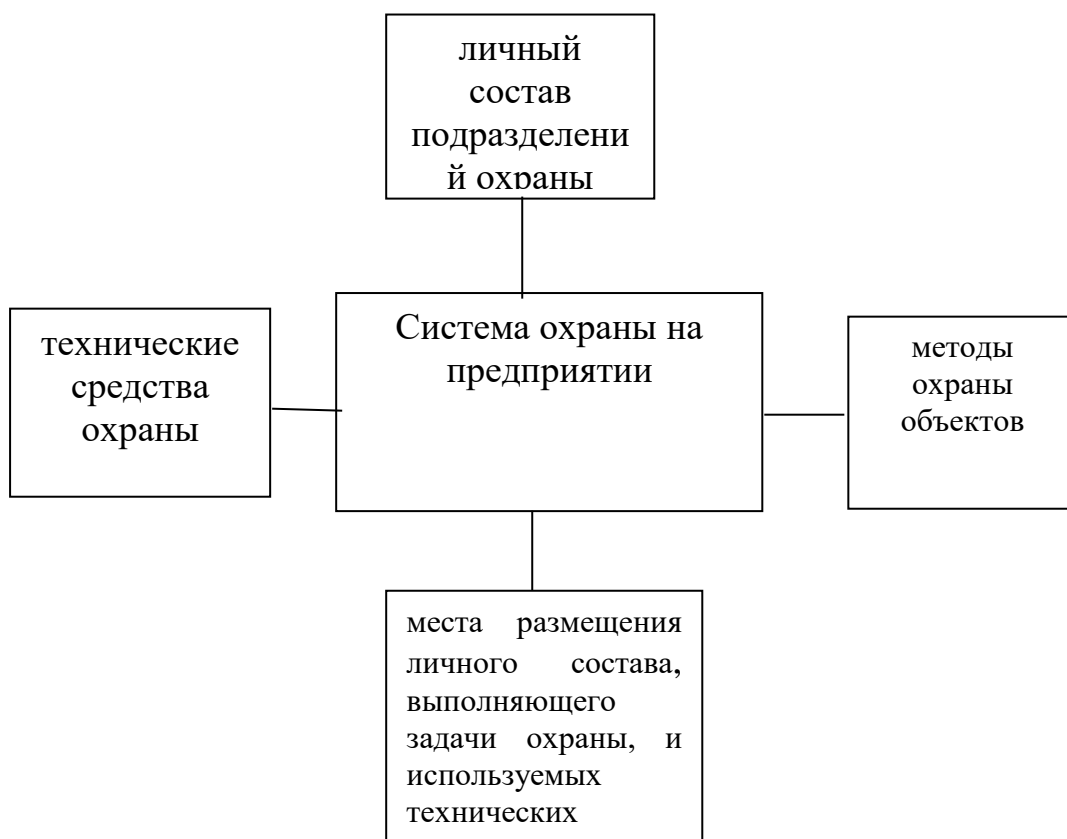 личный
состав
подразделени
й охраны
технические
средства
охраны
Система охраны на
предприятии
методы
охраны
объектов
места размещения
личного состава,
выполняющего
задачи охраны, и
используемых
технических